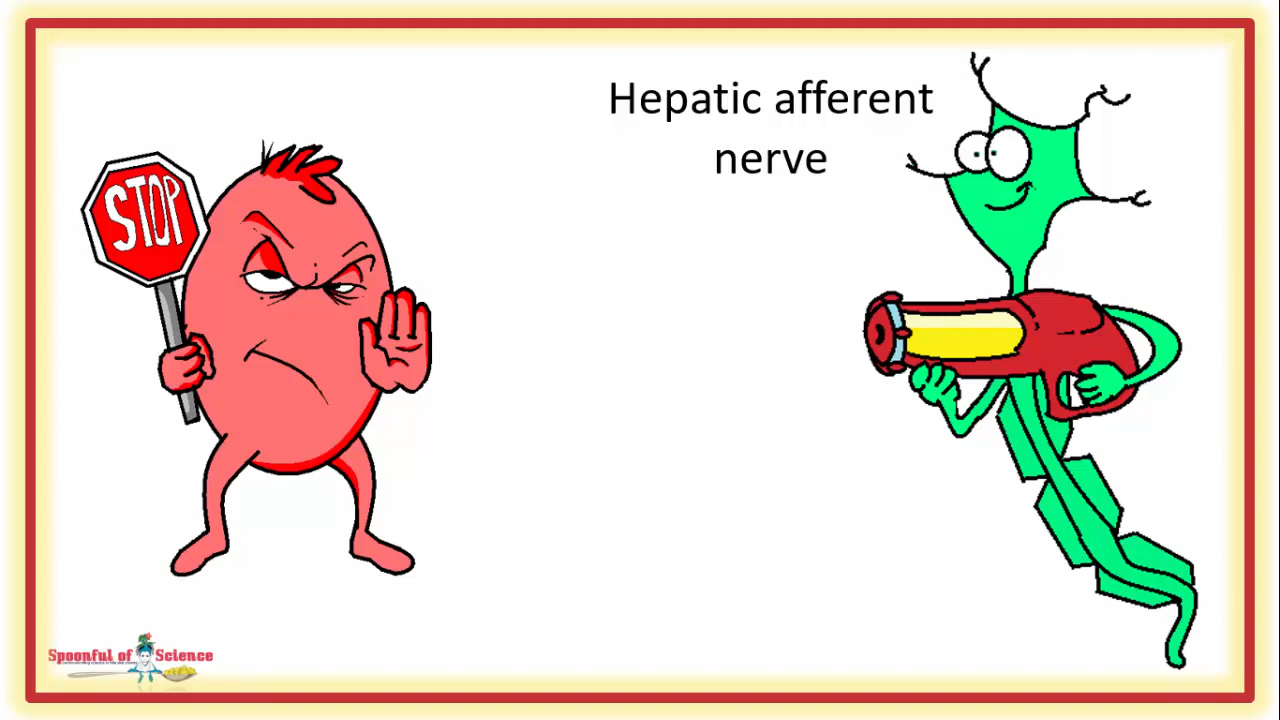 Hepatic afferent
nerve
STOP
Spoonful of Science